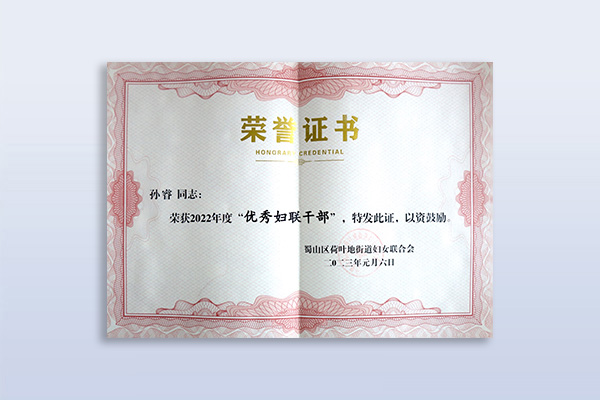 荣誉证书
HONORARY CREDENTIAL
孙睿 同志：
荣获2022年度“优秀妇联干部”，特发此证，以资鼓励。
蜀山区荷叶地街道妇女联合会
二〇二三年元月六日